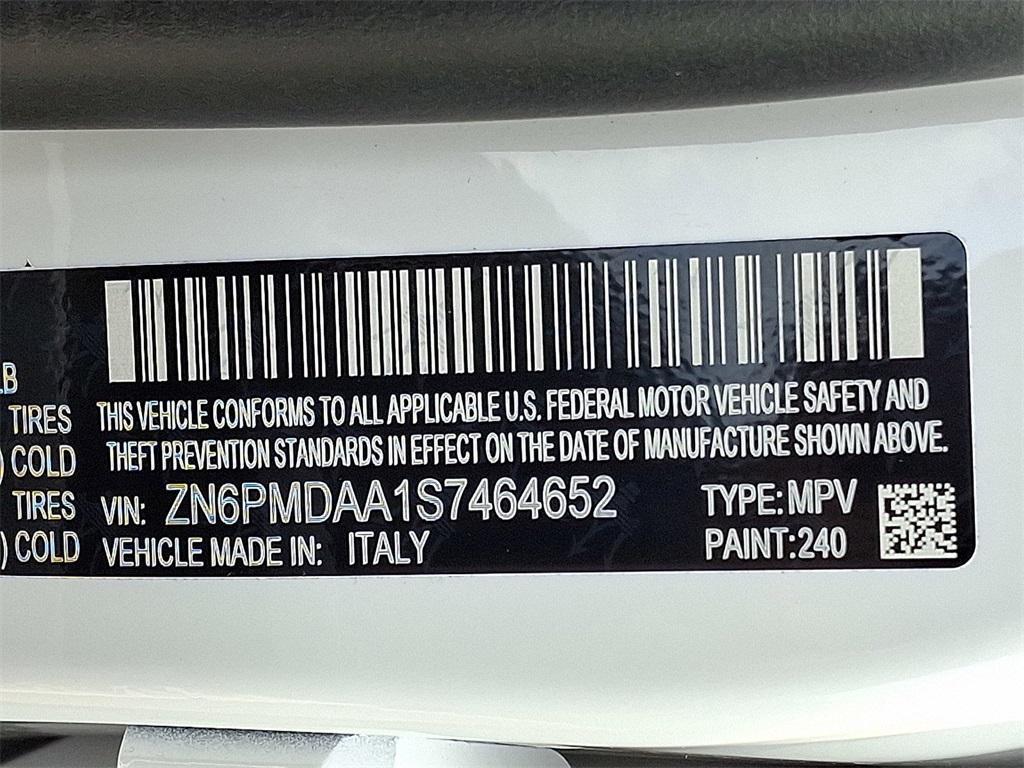 LB
TIRES THIS VEHICLE CONFORMS TO ALL APPLICABLE U.S. FEDERAL MOTOR VEHICLE SAFETY AND
) COLD THEFT PREVENTION STANDARDS IN EFFECT ON THE DATE OF MANUFACTURE SHOWN ABOVE.
TIRES VIN: ZN6PMDAA1S7464652 TYPE: MPV
) COLD VEHICLE MADE IN: ITALY PAINT: 240